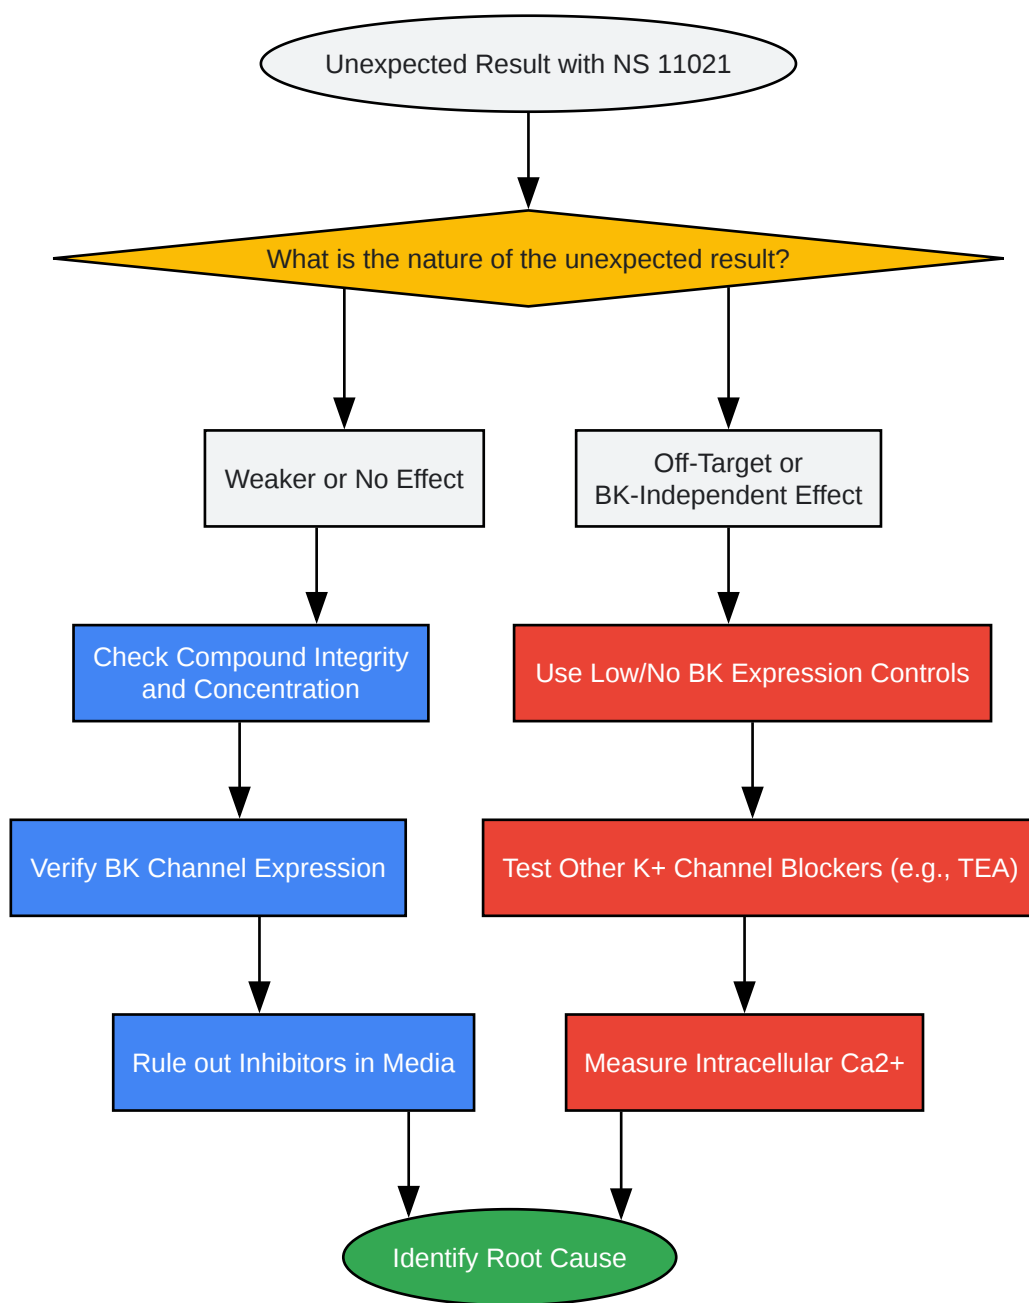 Unexpected Result with NS 11021
What is the nature of the unexpected result?
Weaker or No Effect
Off-Target or
BK-Independent Effect
Check Compound Integrity
and Concentration
Use Low/No BK Expression Controls
Verify BK Channel Expression
Test Other K+ Channel Blockers (e.g., TEA)
Rule out Inhibitors in Media
Measure Intracellular Ca2+
Identify Root Cause